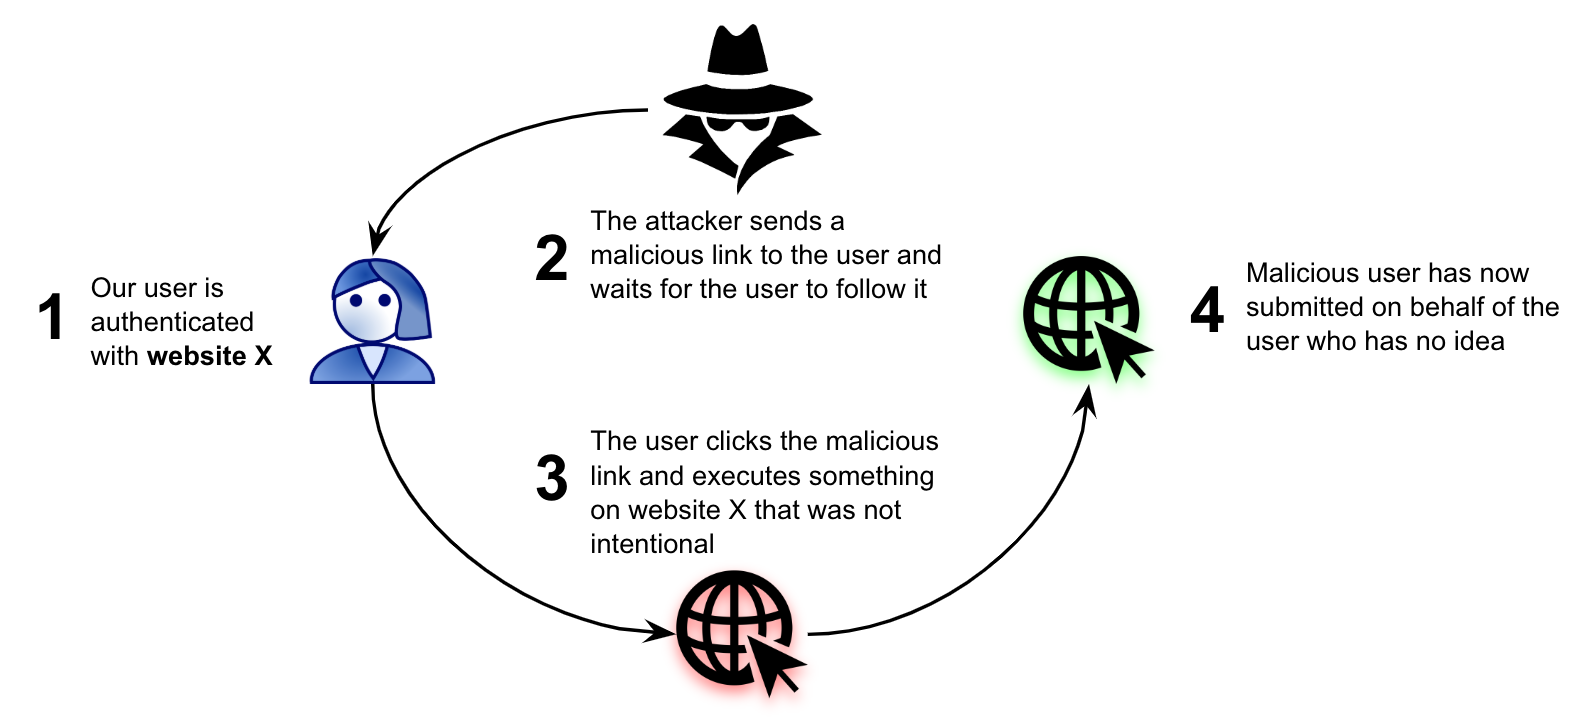 1
Our user is
authenticated
with website X
2
The attacker sends a
malicious link to the user and
waits for the user to follow it
3
The user clicks the malicious
link and executes something
on website X that was not
intentional
4
Malicious user has now
submitted on behalf of the
user who has no idea